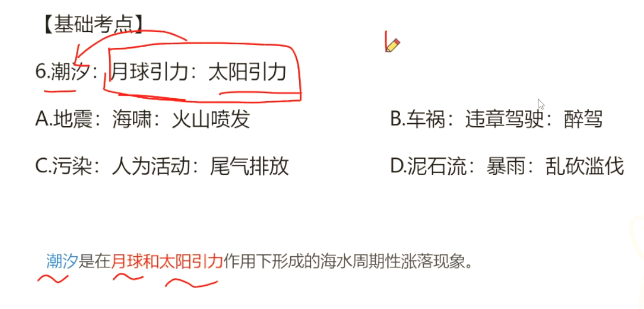 【基础考点】
6.潮汐：月球引力：太阳引力
A.地震：海啸：火山喷发 B.车祸：违章驾驶：醉驾
C.污染：人为活动：尾气排放 D.泥石流：暴雨：乱砍滥伐
潮汐是在月球和太阳引力作用下形成的海水周期性涨落现象。